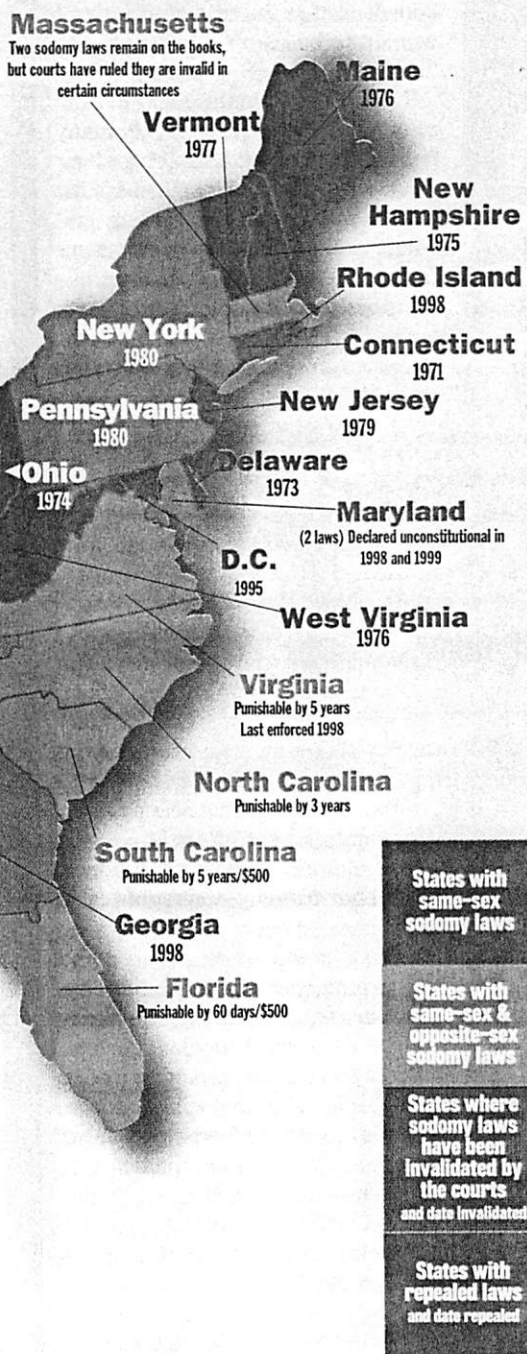 Massachusetts
Two sodomy laws remain on the books,
but courts have ruled they are invalid in
certain circumstances
Maine
1976
Vermont
1977
New
Hampshire
1975
Rhode Island
1998
New York
1980
Connecticut
1971
Pennsylvania
1980
New Jersey
1979
Ohio
1974
Delaware
1973
Maryland
(2 laws) Declared unconstitutional in
1998 and 1999
D.C.
1995
West Virginia
1976
Virginia
Punishable by 5 years
Last enforced 1998
North Carolina
Punishable by 3 years
South Carolina
Punishable by 5 years/$500
Georgia
1998
Florida
Punishable by 60 days/$500
States with
same-sex
sodomy laws
States with
same-sex &
opposite-sex
sodomy laws
States where
sodomy laws
have been
invalidated by
the courts
and date invalidated
States with
repealed laws
and date repealed